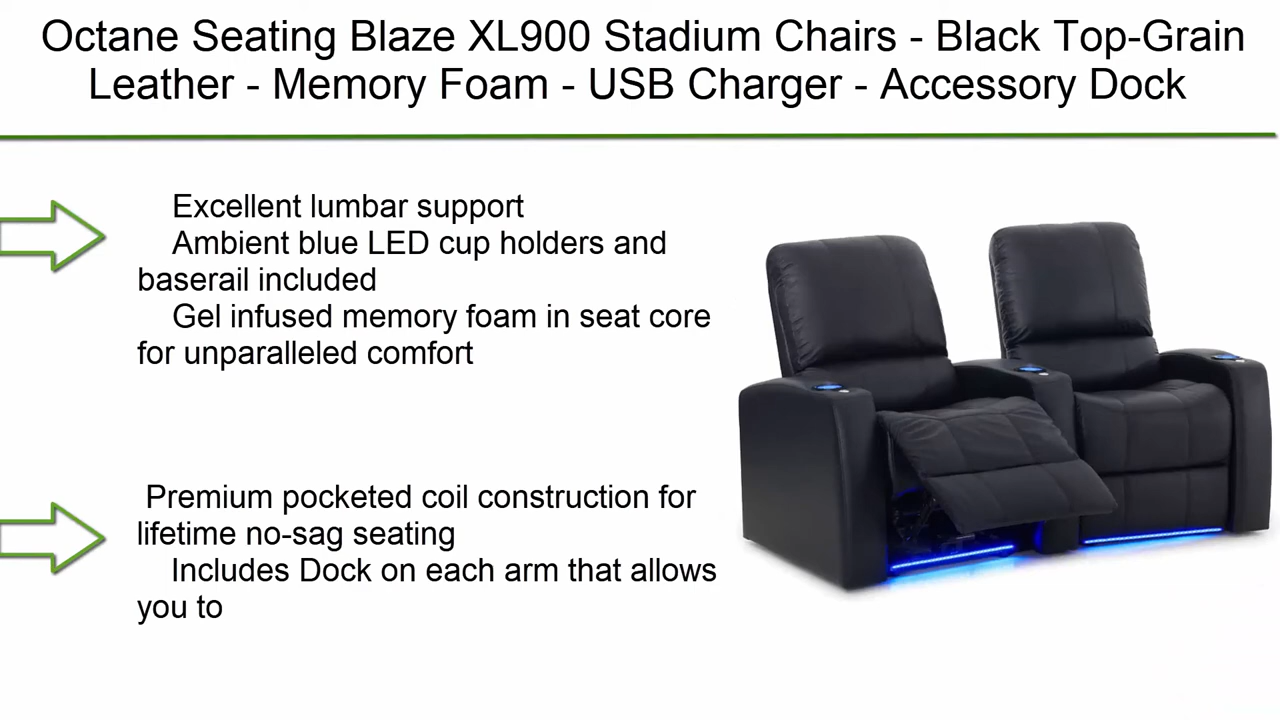 Octane Seating Blaze XL900 Stadium Chairs - Black Top-Grain
Leather - Memory Foam - USB Charger - Accessory Dock
Excellent lumbar support
Ambient blue LED cup holders and
baserail included
Gel infused memory foam in seat core
for unparalleled comfort
Premium pocketed coil construction for
lifetime no-sag seating
Includes Dock on each arm that allows
you to